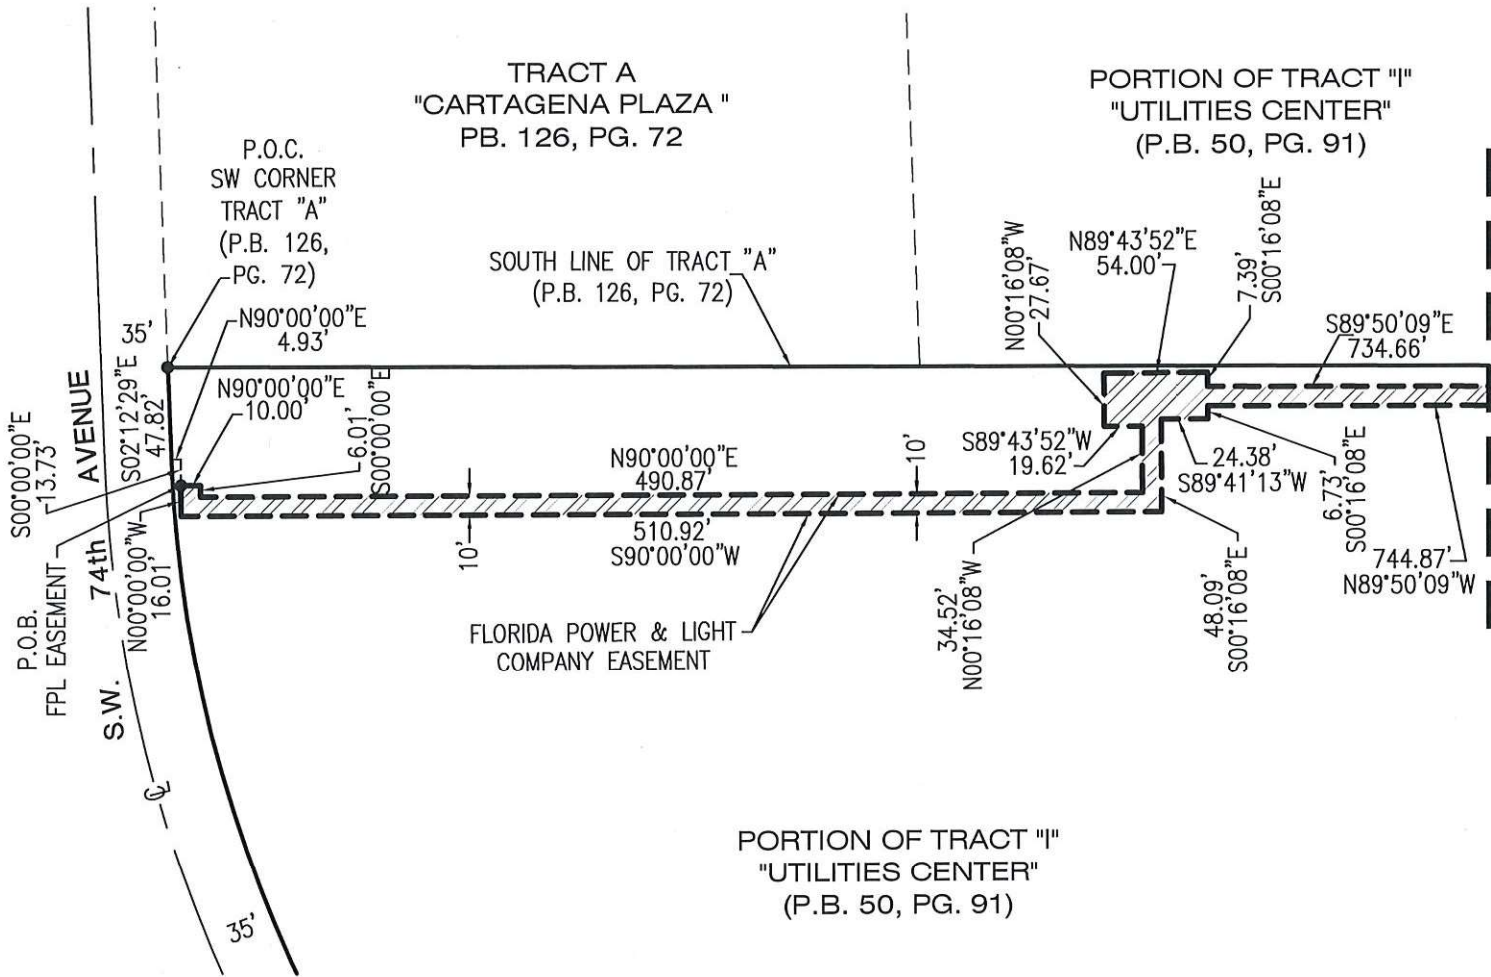 TRACT A
"CARTAGENA PLAZA "
PB. 126, PG. 72
PORTION OF TRACT "I"
"UTILITIES CENTER"
(P.B. 50, PG. 91)
P.O.C.
SW CORNER
TRACT "A"
(P.B. 126,
PG. 72)
SOUTH LINE OF TRACT "A"
(P.B. 126, PG. 72)
N00°16'08"W
27.67'
N89°43'52"E
54.00'
7.39'
S00°16'08"E
S89°50'09"E
734.66'
35'
N90°00'00"E
4.93'
S02°12'29"E
47.82'
N90°00'00"E
10.00'
6.01'
S00°00'00"E
S00°00'00"E
13.73'
S.W. 74th AVENUE
N90°00'00"E
490.87'
10'
S89°43'52"W
19.62'
24.38'
S89°41'13"W
6.73'
S00°16'08"E
510.92'
S90°00'00"W
10'
P.O.B.
FPL EASEMENT
N00°00'00"W
16.01'
744.87'
N89°50'09"W
34.52'
N00°16'08"W
48.09'
S00°16'08"E
FLORIDA POWER & LIGHT
COMPANY EASEMENT
CL
PORTION OF TRACT "I"
"UTILITIES CENTER"
(P.B. 50, PG. 91)
35'